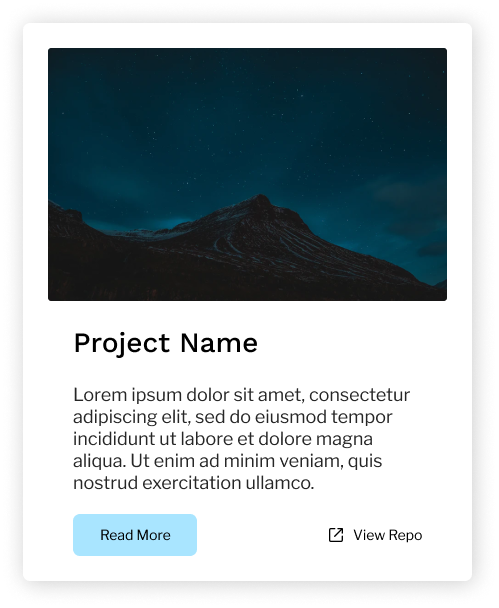 Project Name
Lorem ipsum dolor sit amet, consectetur
adipiscing elit, sed do eiusmod tempor
incididunt ut labore et dolore magna
aliqua. Ut enim ad minim veniam, quis
nostrud exercitation ullamco.
Read More
View Repo